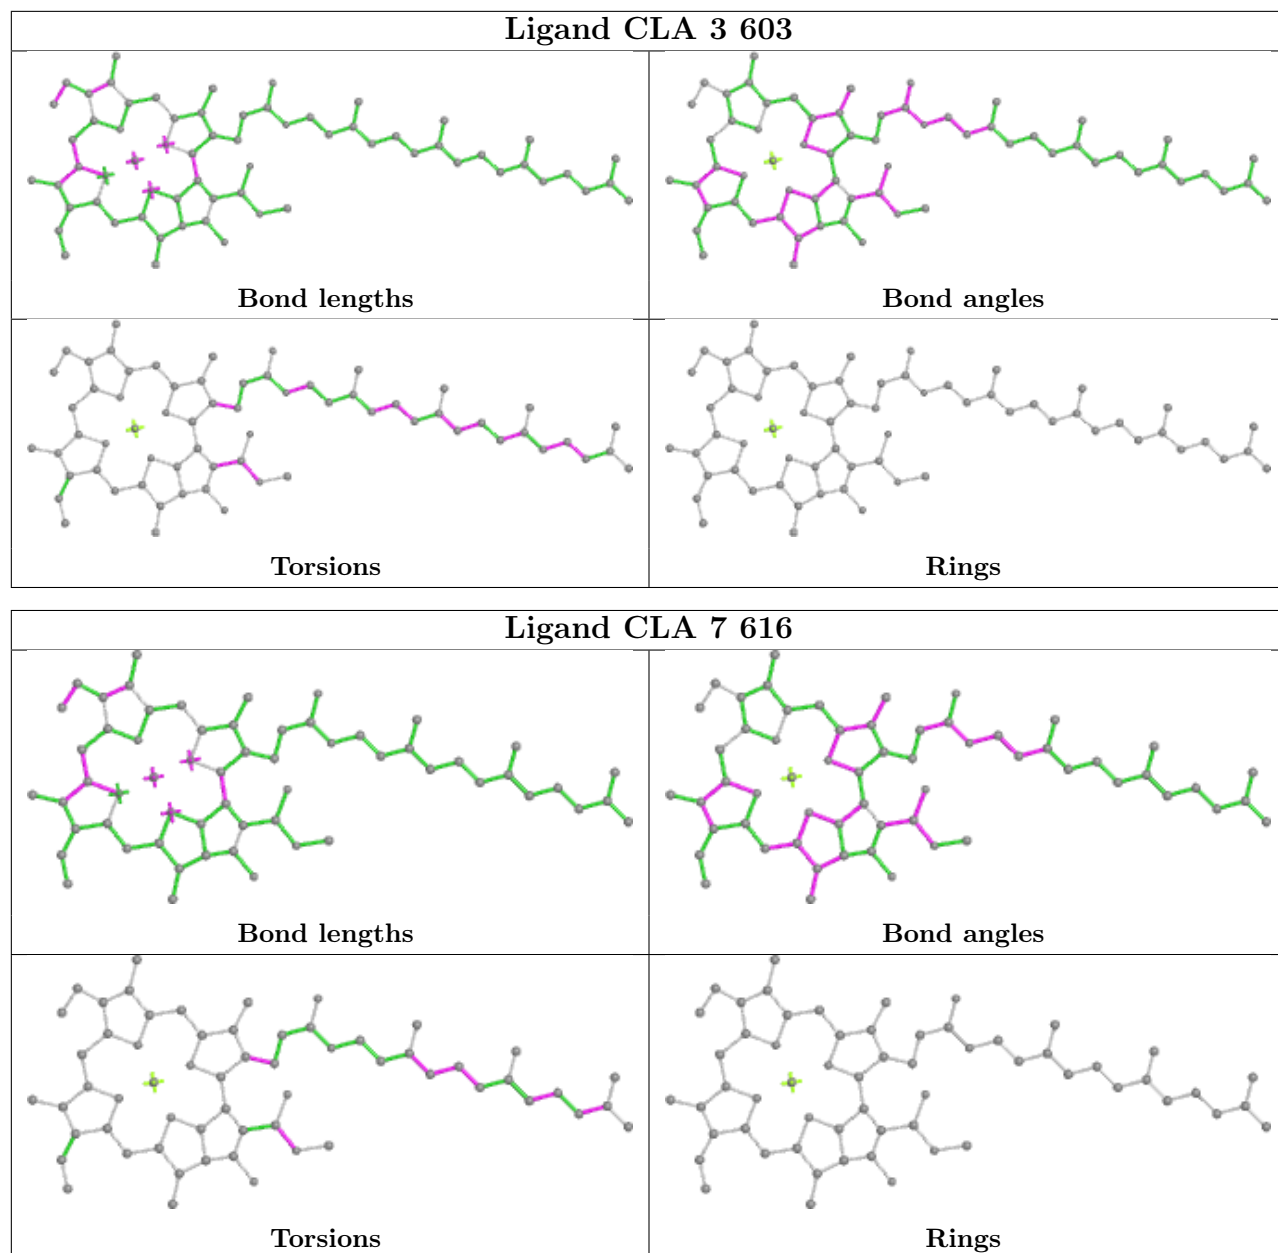 Ligand CLA 3 603
Bond lengths
Bond angles
Torsions
Rings
Ligand CLA 7 616
Bond lengths
Bond angles
Torsions
Rings